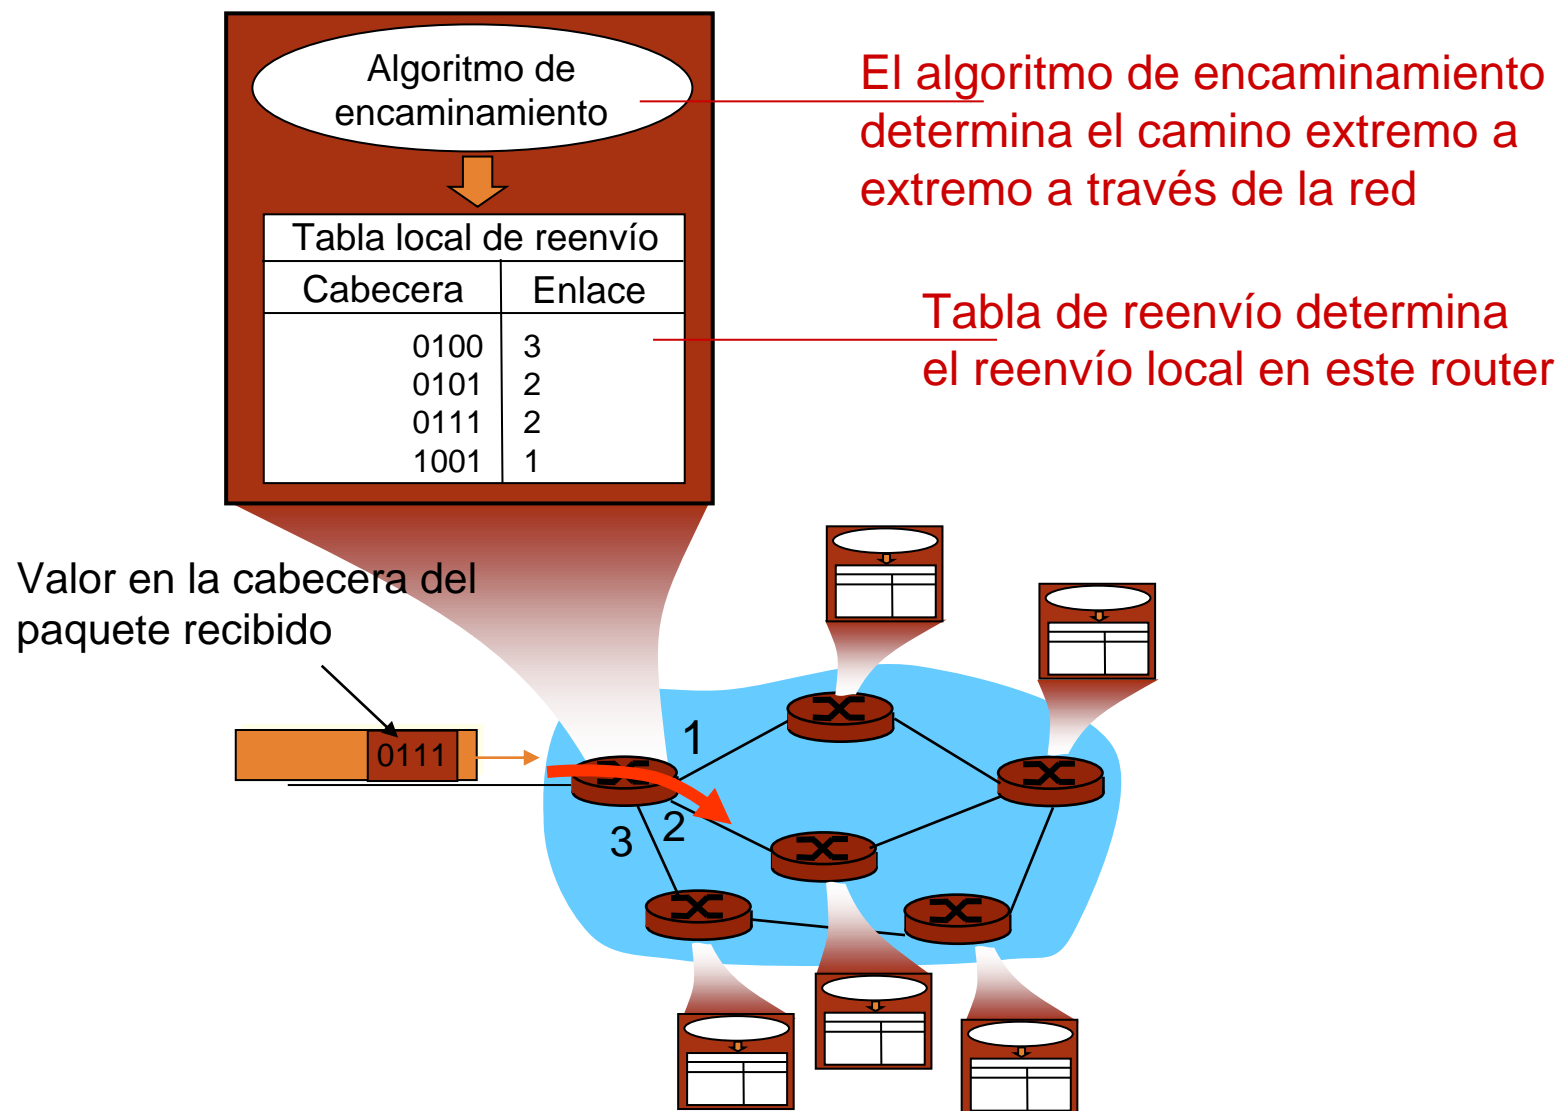 Algoritmo de
encaminamiento
El algoritmo de encaminamiento
determina el camino extremo a
extremo a través de la red
Tabla local de reenvío
Cabecera Enlace
0100 3
0101 2
0111 2
1001 1
Tabla de reenvío determina
el reenvío local en este router
Valor en la cabecera del
paquete recibido
0111
1
2
3